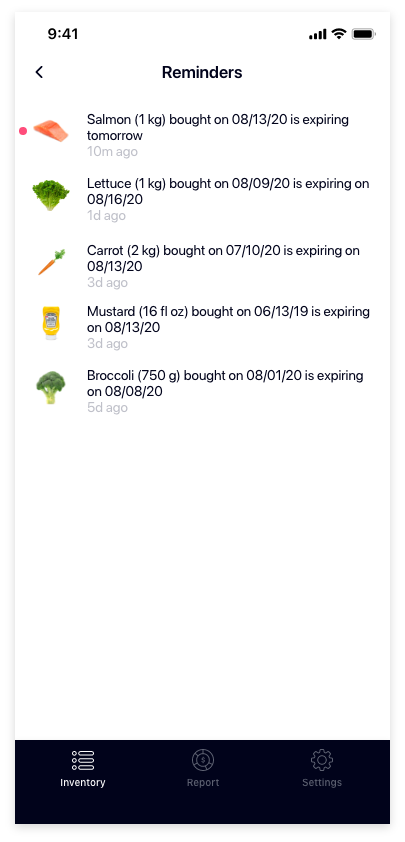 9:41
Reminders
Salmon (1 kg) bought on 08/13/20 is expiring
tomorrow
10m ago
Lettuce (1 kg) bought on 08/09/20 is expiring on
08/16/20
1d ago
Carrot (2 kg) bought on 07/10/20 is expiring on
08/13/20
3d ago
Mustard (16 fl oz) bought on 06/13/19 is expiring
on 08/13/20
3d ago
Broccoli (750 g) bought on 08/01/20 is expiring
on 08/08/20
5d ago
Inventory
Report
Settings